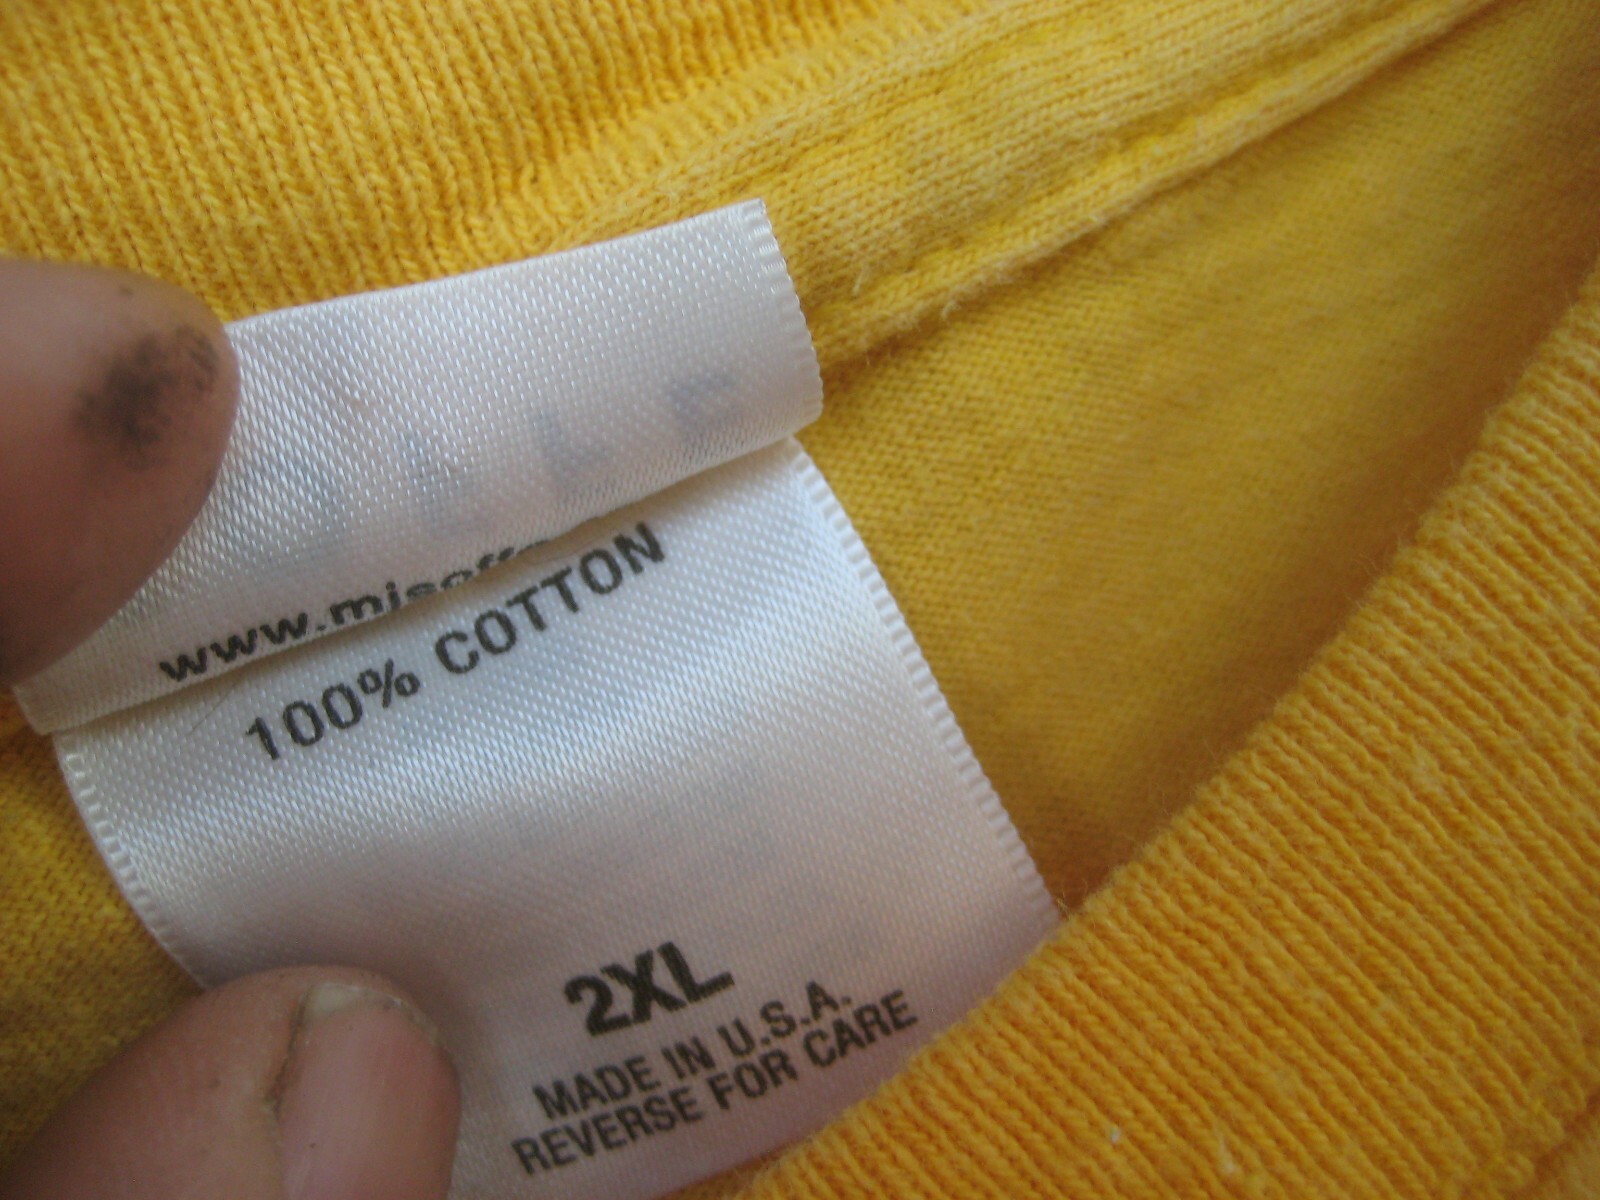 100% COTTON
2XL
MADE IN U.S.A.
REVERSE FOR CARE